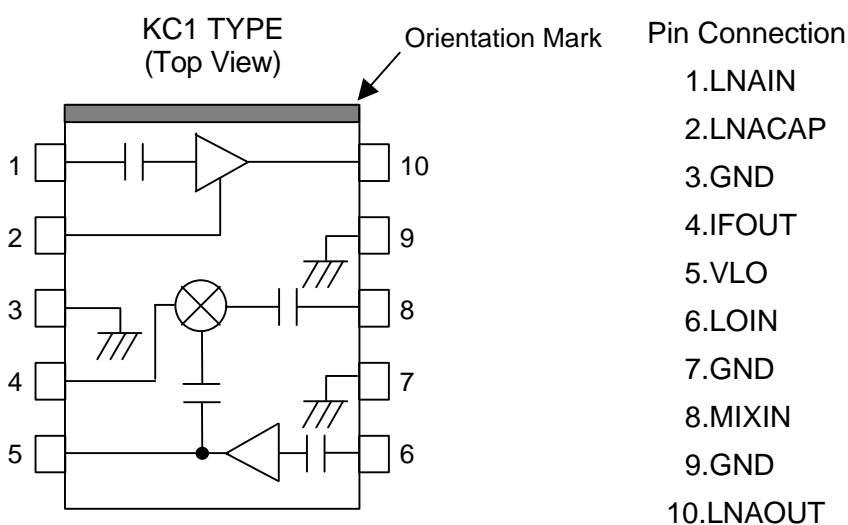 KC1 TYPE
(Top View)
Orientation Mark
Pin Connection
1.LNAIN
2.LNACAP
3.GND
4.IFOUT
5.VLO
6.LOIN
7.GND
8.MIXIN
9.GND
10.LNAOUT
1
2
3
4
5
10
9
8
7
6